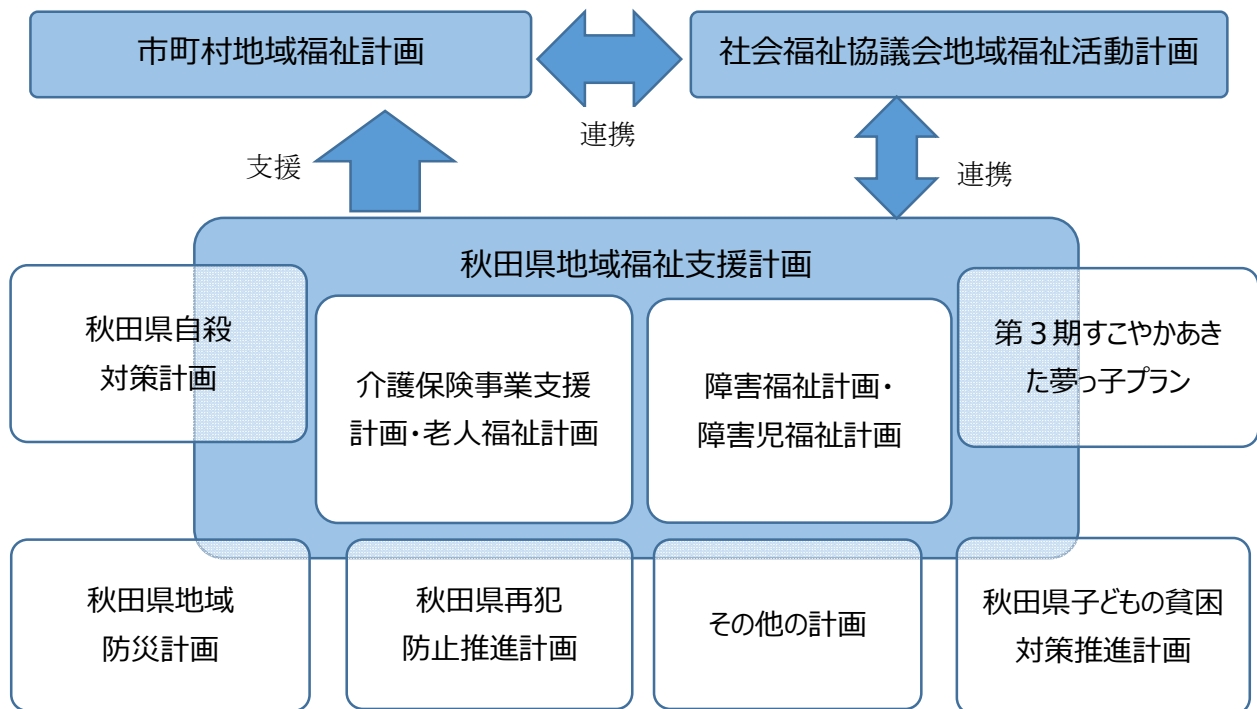 市町村地域福祉計画
社会福祉協議会地域福祉活動計画
連携
支援
連携
秋田県地域福祉支援計画
秋田県自殺
対策計画
介護保険事業支援
計画・老人福祉計画
障害福祉計画・
障害児福祉計画
第３期すこやかあき
た夢っ子プラン
秋田県地域
防災計画
秋田県再犯
防止推進計画
その他の計画
秋田県子どもの貧困
対策推進計画